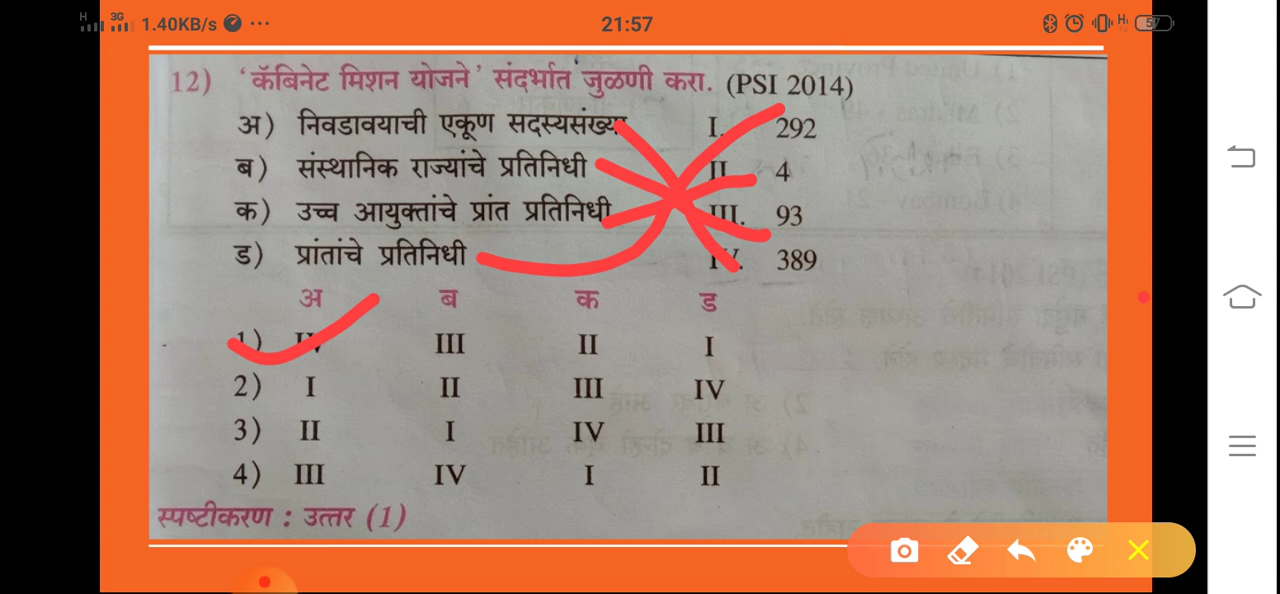 H 3G 1.40KB/s ... 21:57 57
12) 'कॅबिनेट मिशन योजने' संदर्भात जुळणी करा. (PSI 2014)
अ) निवडावयाची एकूण सदस्यसंख्या I. 292
ब) संस्थानिक राज्यांचे प्रतिनिधी II. 4
क) उच्च आयुक्तांचे प्रांत प्रतिनिधी III. 93
ड) प्रांतांचे प्रतिनिधी IV. 389
अ ब क ड
1) IV III II I
2) I II III IV
3) II I IV III
4) III IV I II
स्पष्टीकरण : उत्तर (1)